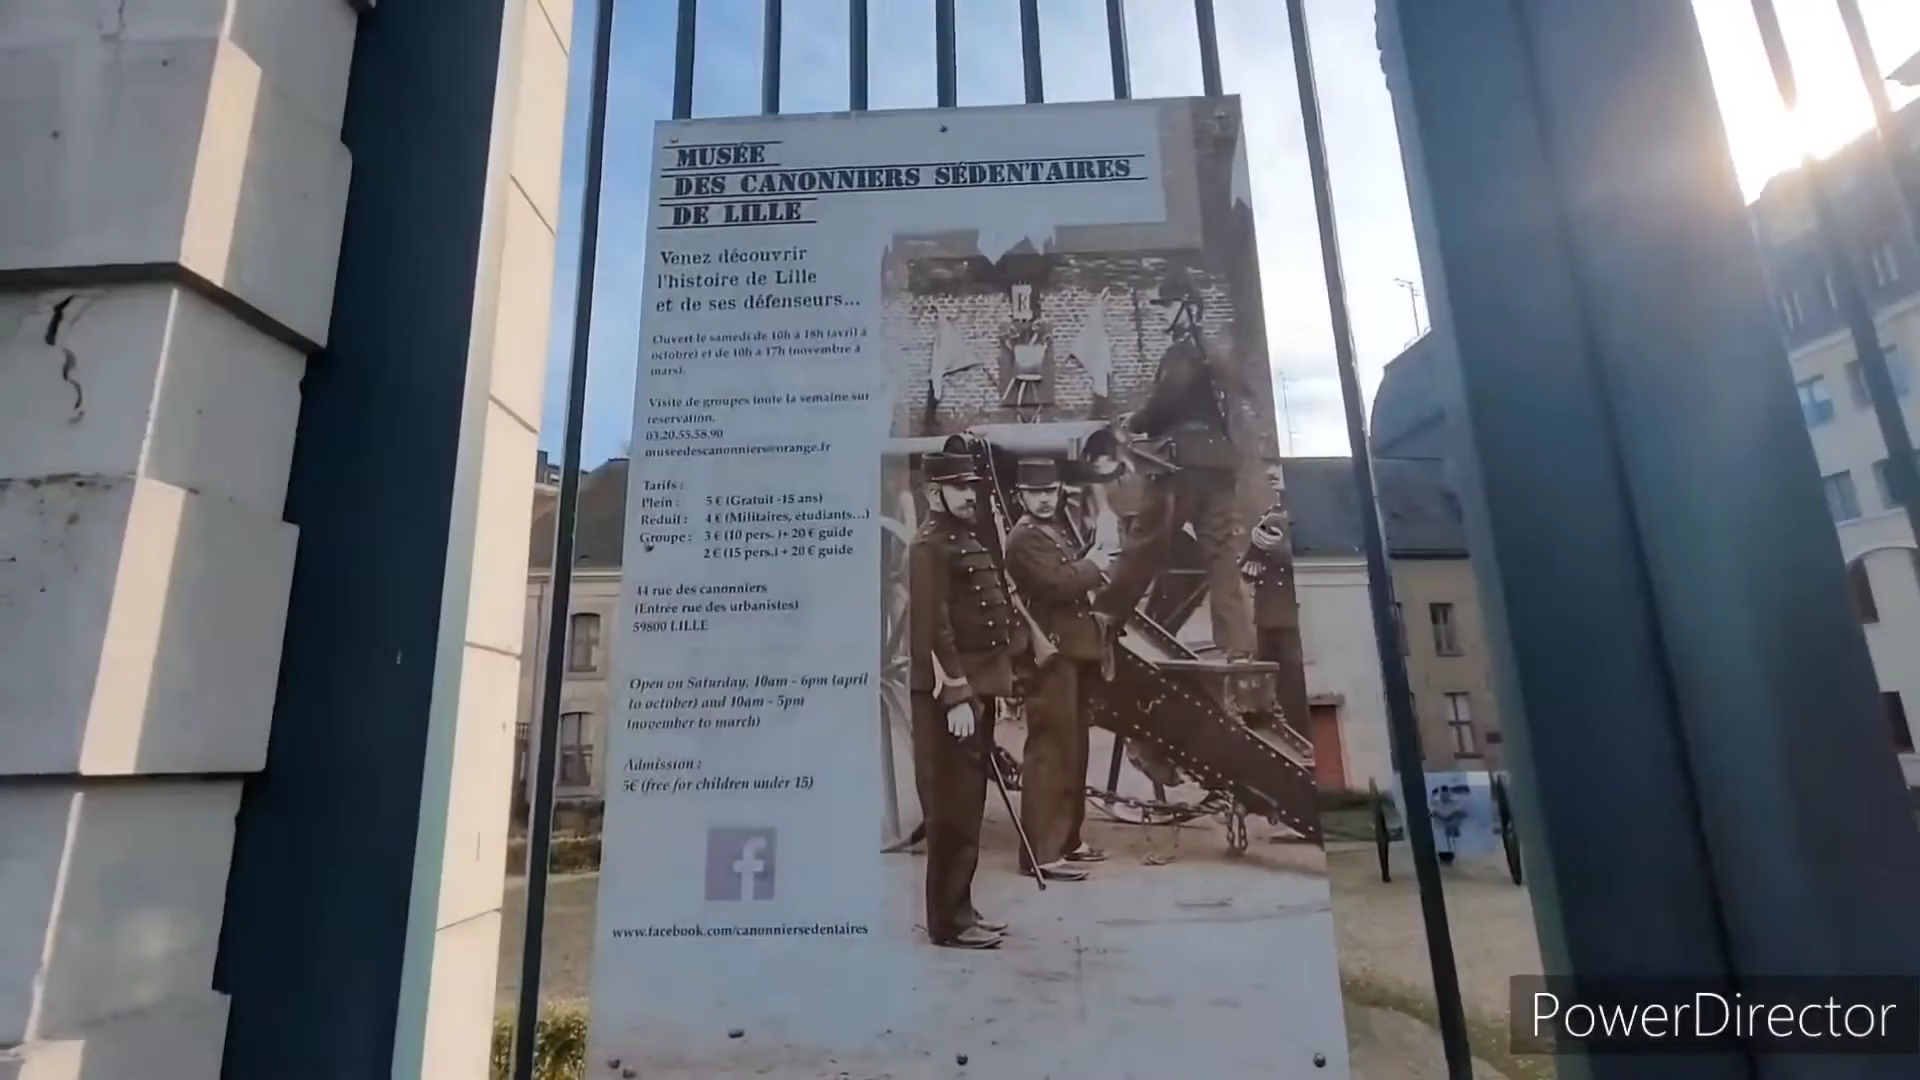 MUSÉE
DES CANONNIERS SÉDENTAIRES
DE LILLE
Venez découvrir
l'histoire de Lille
et de ses défenseurs...
Ouvert le samedi de 10h à 18h (avril à
octobre) et de 10h à 17h (novembre à
mars).
Visite de groupes toute la semaine sur
réservation.
03.20.55.58.90
museedescanonniers@orange.fr
Tarifs :
Plein : 5 € (Gratuit -15 ans)
Réduit : 4 € (Militaires, étudiants...)
Groupe : 3 € (10 pers. )+ 20 € guide
2 € (15 pers.) + 20 € guide
44 rue des canonniers
(Entrée rue des urbanistes)
59800 LILLE
Open on Saturday, 10am - 6pm (april
to october) and 10am - 5pm
(november to march)
Admission :
5€ (free for children under 15)
f
www.facebook.com/canonniersedentaires
R
PowerDirector